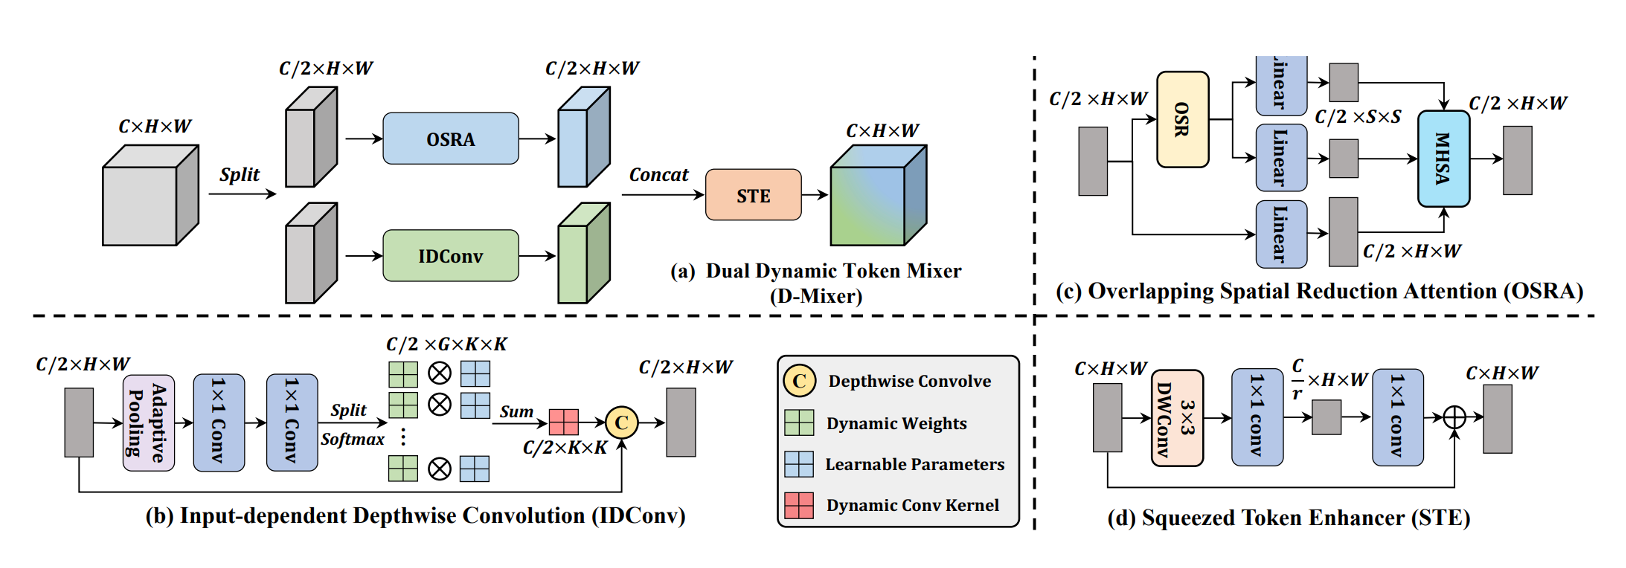 C×H×W
Split
C/2×H×W
OSRA
C/2×H×W
IDConv
Concat
STE
C×H×W
(a) Dual Dynamic Token Mixer
(D-Mixer)
C/2 ×H×W
OSR
Linear
Linear
Linear
C/2 ×S×S
C/2 ×H×W
MHSA
C/2 ×H×W
(c) Overlapping Spatial Reduction Attention (OSRA)
C/2×H×W
Adaptive
Pooling
1×1 Conv
1×1 Conv
Split
Softmax
C/2 ×G×K×K
⋮
Sum
C/2×K×K
C
C/2×H×W
(b) Input-dependent Depthwise Convolution (IDConv)
C Depthwise Convolve
Dynamic Weights
Learnable Parameters
Dynamic Conv Kernel
C×H×W
3×3
DWConv
1×1 conv
C/r ×H×W
1×1 conv
C×H×W
(d) Squeezed Token Enhancer (STE)